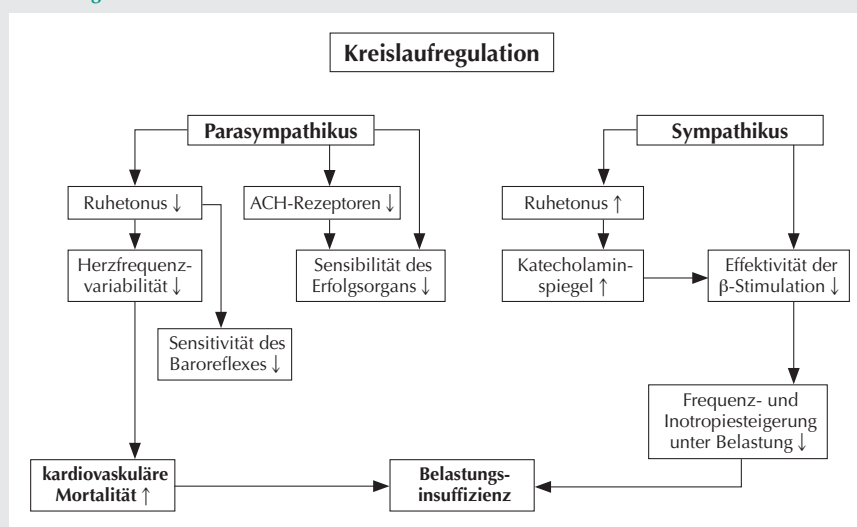 Kreislaufregulation
Parasympathikus
Sympathikus
Ruhetonus ↓
ACH-Rezeptoren ↓
Ruhetonus ↑
Herzfrequenz-
variabilität ↓
Sensibilität des
Erfolgsorgans ↓
Katecholamin-
spiegel ↑
Effektivität der
β-Stimulation ↓
Sensitivität des
Baroreflexes ↓
Frequenz- und
Inotropiesteigerung
unter Belastung ↓
kardiovaskuläre
Mortalität ↑
Belastungs-
insuffizienz